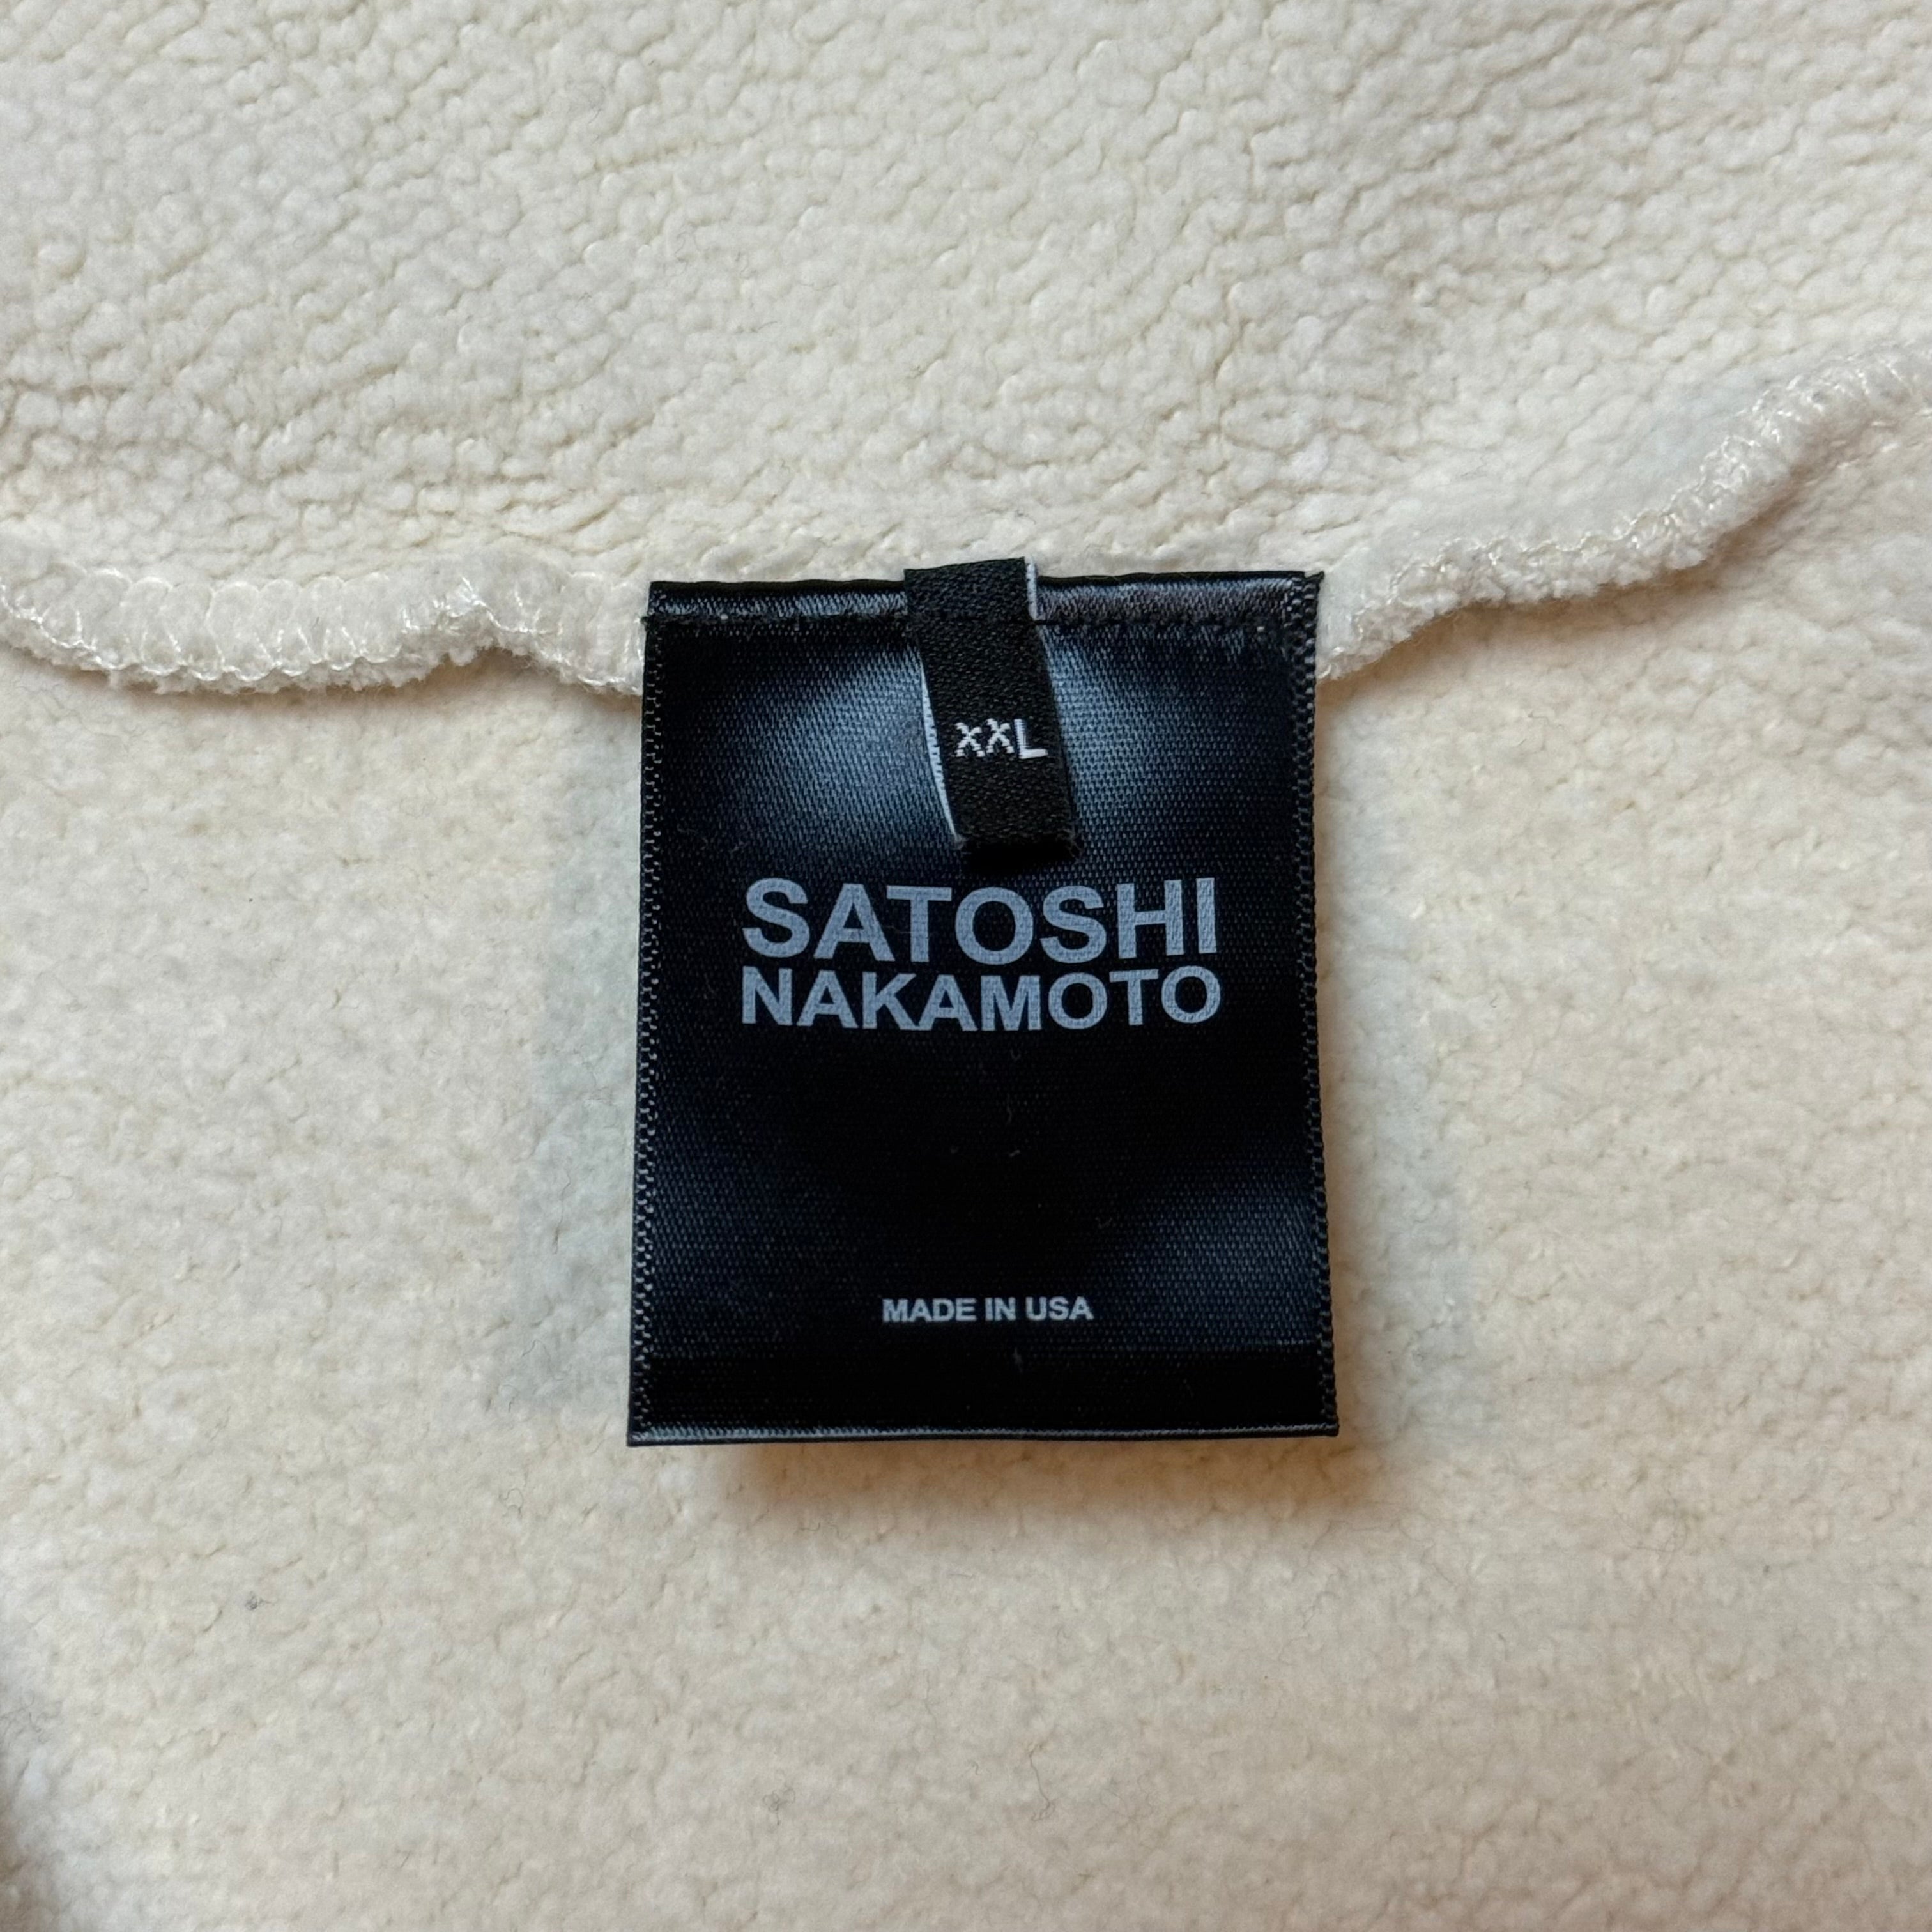 XXL
SATOSHI
NAKAMOTO
MADE IN USA